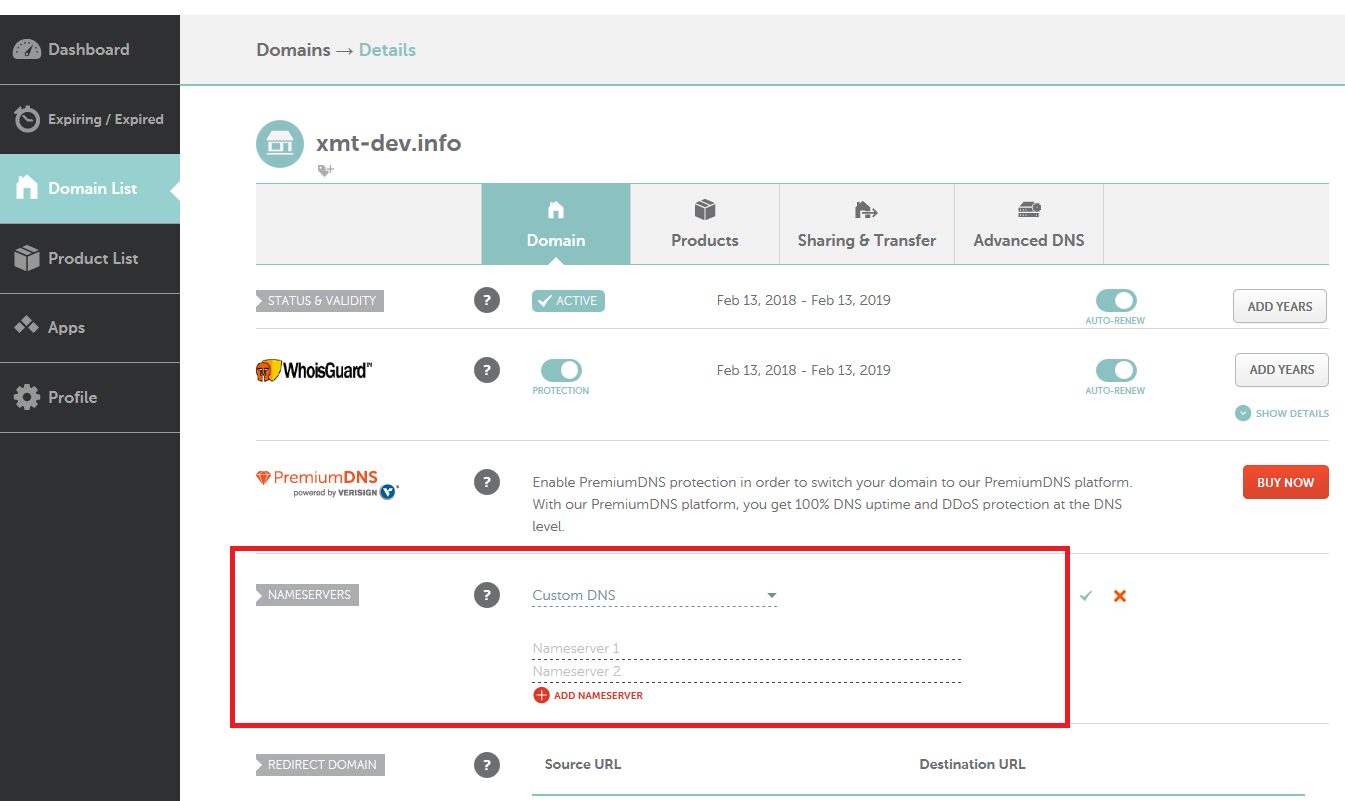 Dashboard
Domains → Details
Expiring / Expired
xmt-dev.info
Domain List
Domain
Products
Sharing & Transfer
Advanced DNS
Product List
STATUS & VALIDITY
?
ACTIVE
Feb 13, 2018 - Feb 13, 2019
AUTO-RENEW
ADD YEARS
Apps
WhoisGuard™
?
PROTECTION
Feb 13, 2018 - Feb 13, 2019
AUTO-RENEW
ADD YEARS
SHOW DETAILS
Profile
PremiumDNS
powered by VERISIGN
?
Enable PremiumDNS protection in order to switch your domain to our PremiumDNS platform.
With our PremiumDNS platform, you get 100% DNS uptime and DDoS protection at the DNS
level.
BUY NOW
NAMESERVERS
?
Custom DNS
Nameserver 1
Nameserver 2
ADD NAMESERVER
REDIRECT DOMAIN
?
Source URL
Destination URL